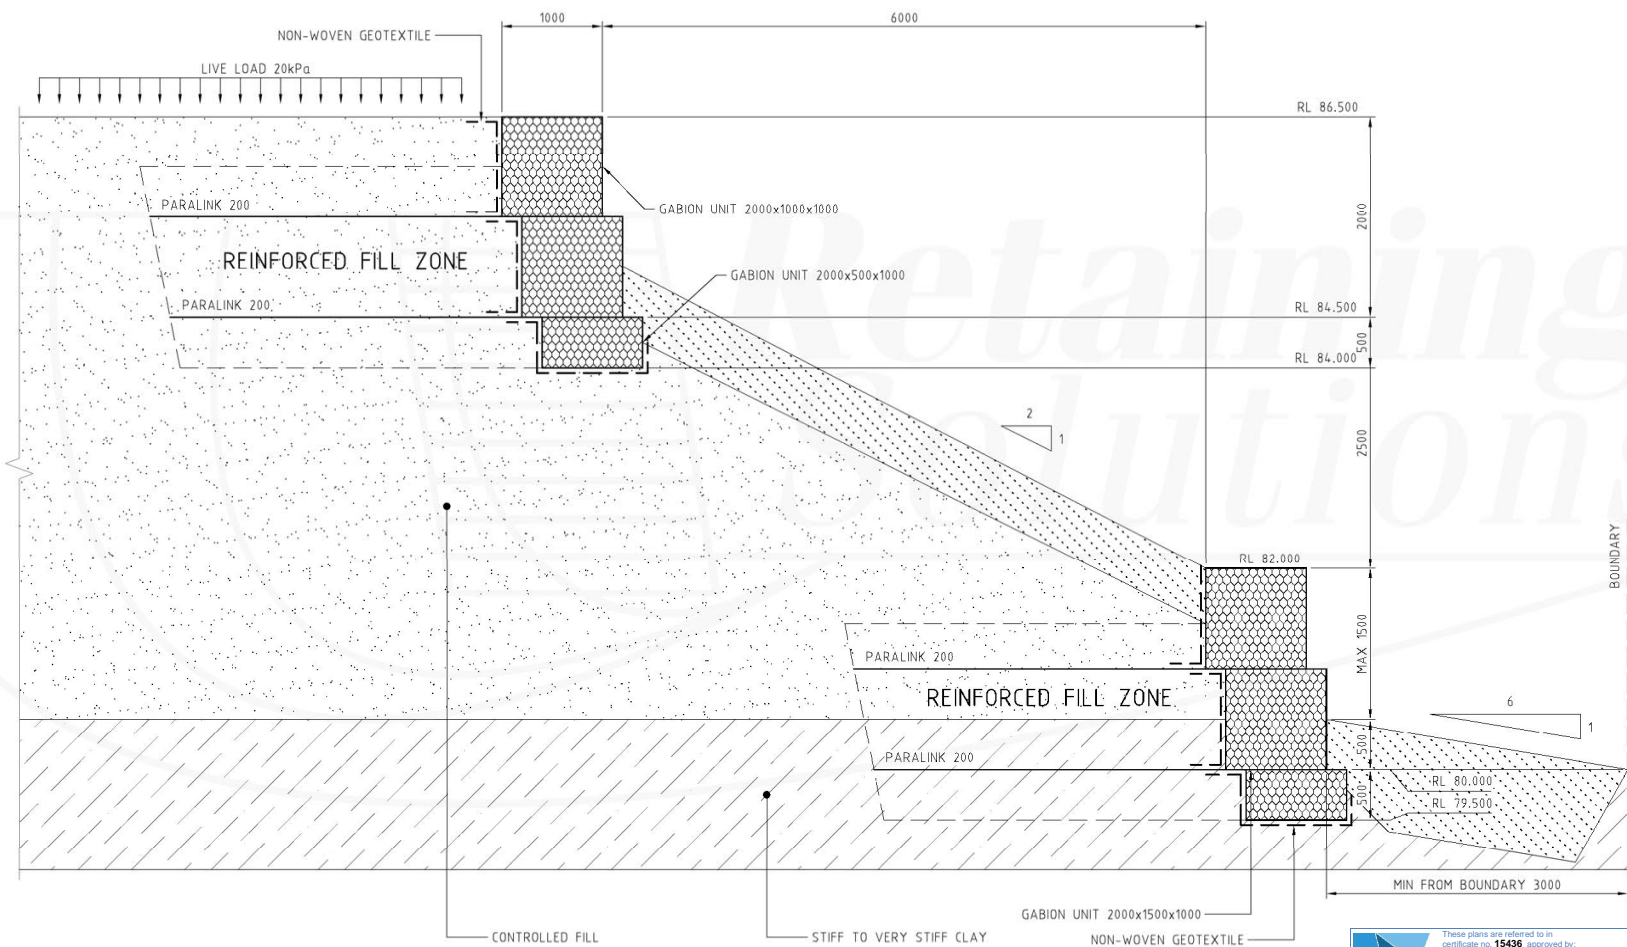 1000
6000
NON-WOVEN GEOTEXTILE
LIVE LOAD 20kPa
RL 86.500
PARALINK 200
GABION UNIT 2000x1000x1000
2000
REINFORCED FILL ZONE
GABION UNIT 2000x500x1000
PARALINK 200
RL 84.500
500
RL 84.000
Retaining
Solutions
2
1
2500
RL 82.000
BOUNDARY
MAX 1500
PARALINK 200
REINFORCED FILL ZONE
6
1
500
PARALINK 200
RL 80.000
500
RL 79.500
MIN FROM BOUNDARY 3000
GABION UNIT 2000x1500x1000
CONTROLLED FILL
STIFF TO VERY STIFF CLAY
NON-WOVEN GEOTEXTILE
These plans are referred to in
certificate no. 15436 approved by: